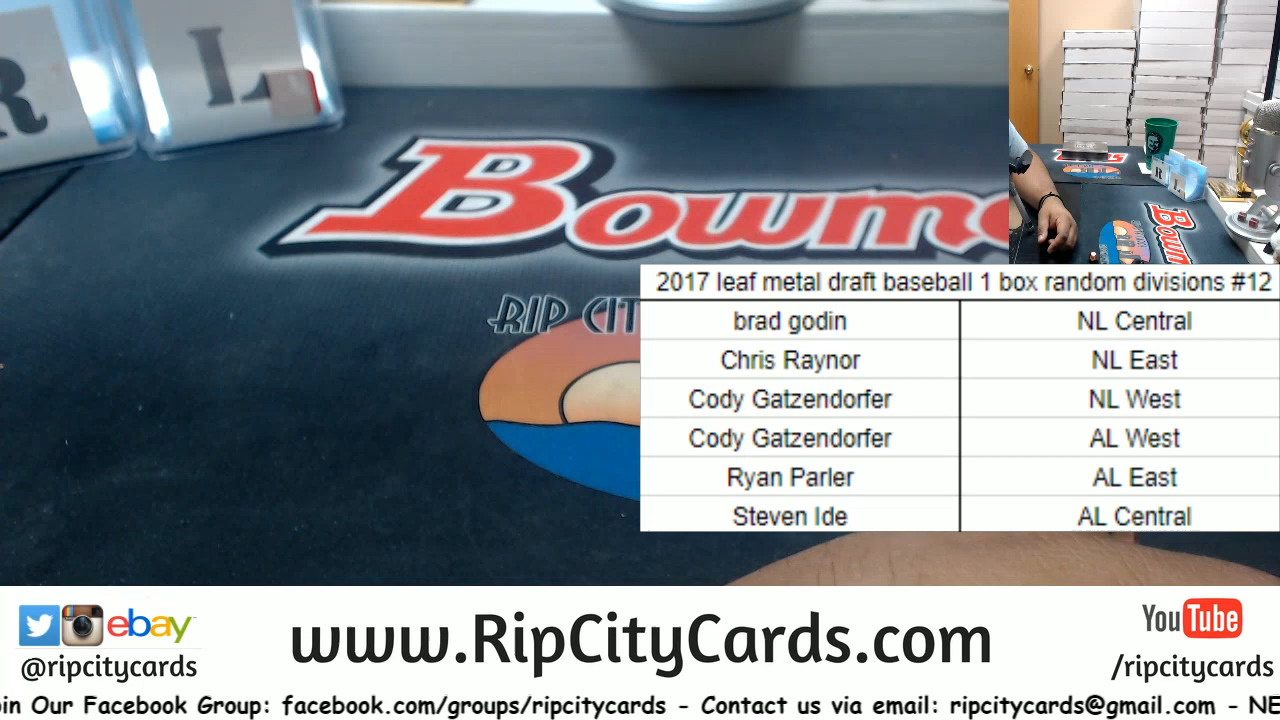 R L
Bowm
RIP CIT
R L
Bowm
2017 leaf metal draft baseball 1 box random divisions #12
brad godin NL Central
Chris Raynor NL East
Cody Gatzendorfer NL West
Cody Gatzendorfer AL West
Ryan Parler AL East
Steven Ide AL Central
ebay
@ripcitycards
www.RipCityCards.com
YouTube
/ripcitycards
oin Our Facebook Group: facebook.com/groups/ripcitycards - Contact us via email: ripcitycards@gmail.com - NE